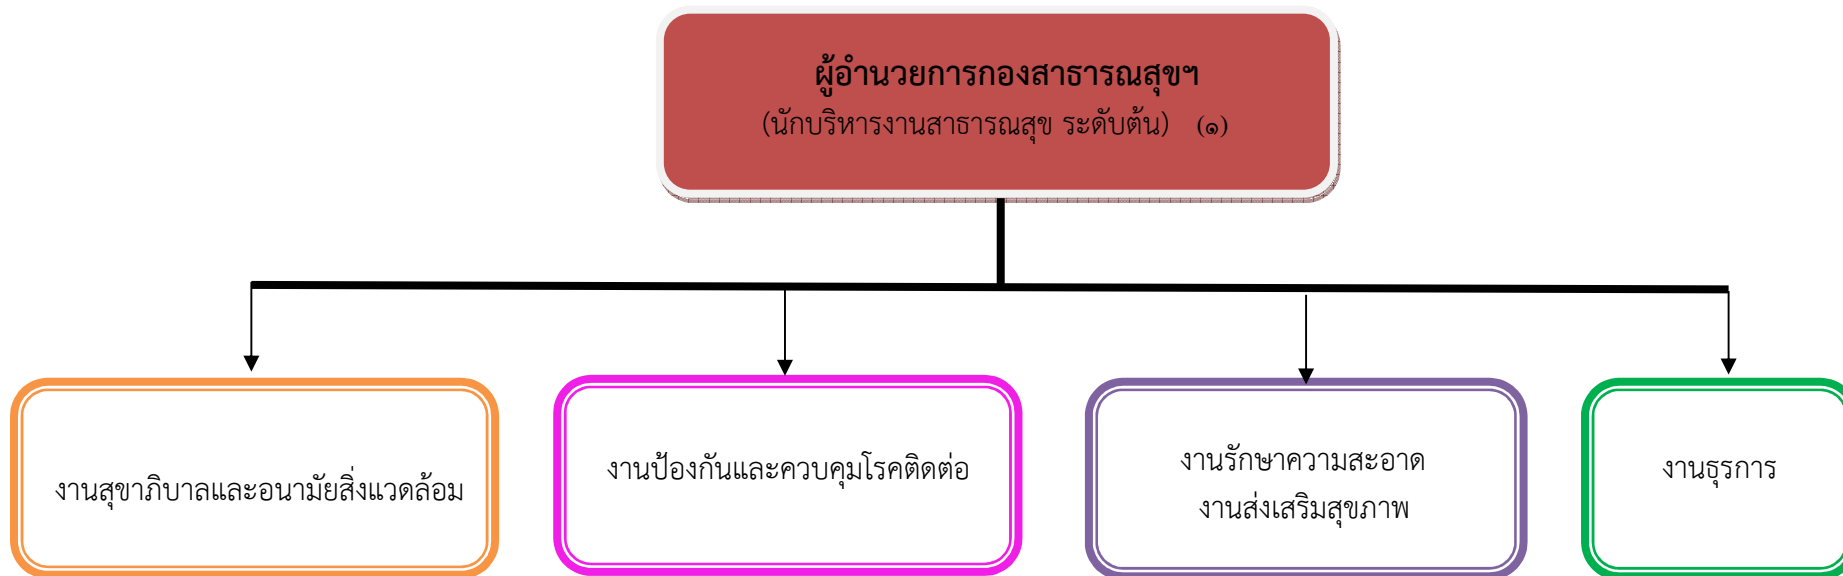 ผู้อำนวยการกองสาธารณสุขฯ
(นักบริหารงานสาธารณสุข ระดับต้น) (๑)
งานสุขาภิบาลและอนามัยสิ่งแวดล้อม
งานป้องกันและควบคุมโรคติดต่อ
งานรักษาความสะอาด
งานส่งเสริมสุขภาพ
งานธุรการ